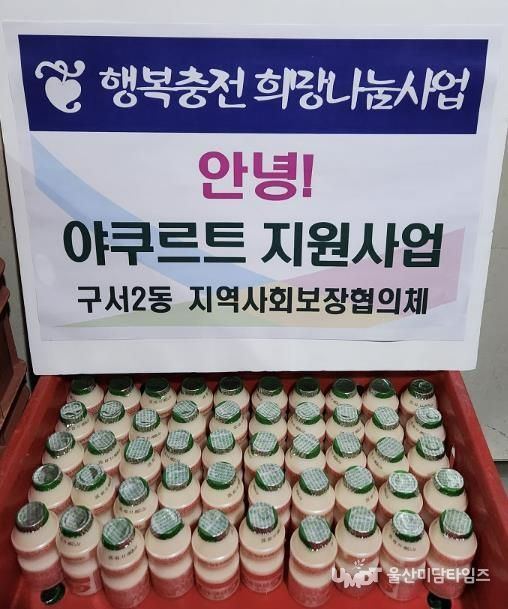 행복충전 희망나눔사업
안녕!
야쿠르트 지원사업
구서2동 지역사회보장협의체
UMDT 울산미담타임즈